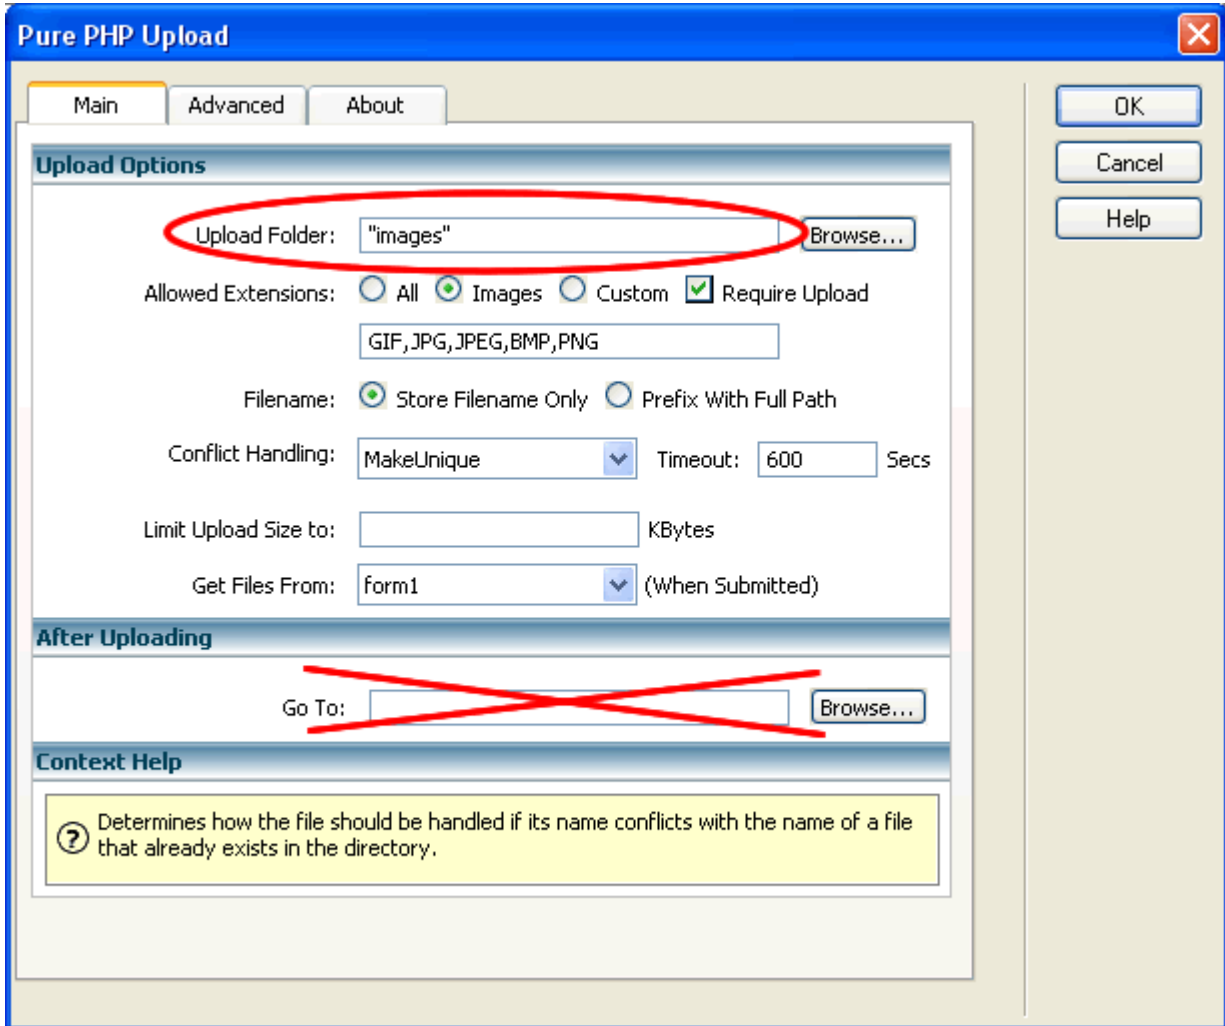 Pure PHP Upload
Main Advanced About
OK
Cancel
Help
Upload Options
Upload Folder: "images" Browse...
Allowed Extensions: All Images Custom Require Upload
GIF,JPG,JPEG,BMP,PNG
Filename: Store Filename Only Prefix With Full Path
Conflict Handling: MakeUnique Timeout: 600 Secs
Limit Upload Size to: KBytes
Get Files From: form1 (When Submitted)
After Uploading
Go To: Browse...
Context Help
? Determines how the file should be handled if its name conflicts with the name of a file
that already exists in the directory.